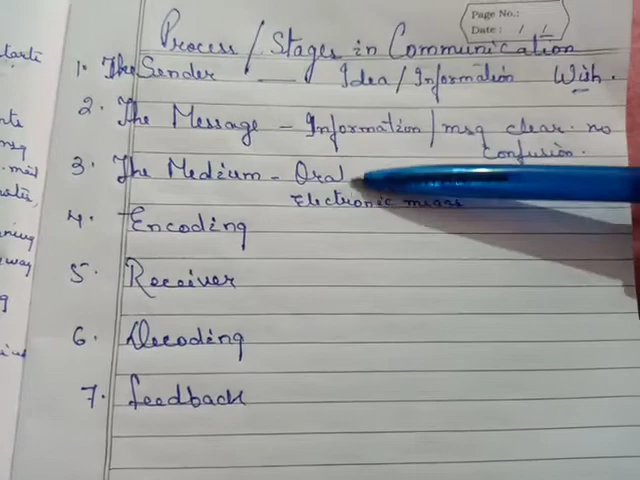 Page No.:
Date: / /
Process / Stages in Communication
1. The Sender — Idea / Information With.
2. The Message - Information / msg clear. no
confusion.
3. The Medium - Oral
Electronic means
4. Encoding
5. Receiver
6. Decoding
7. feedback